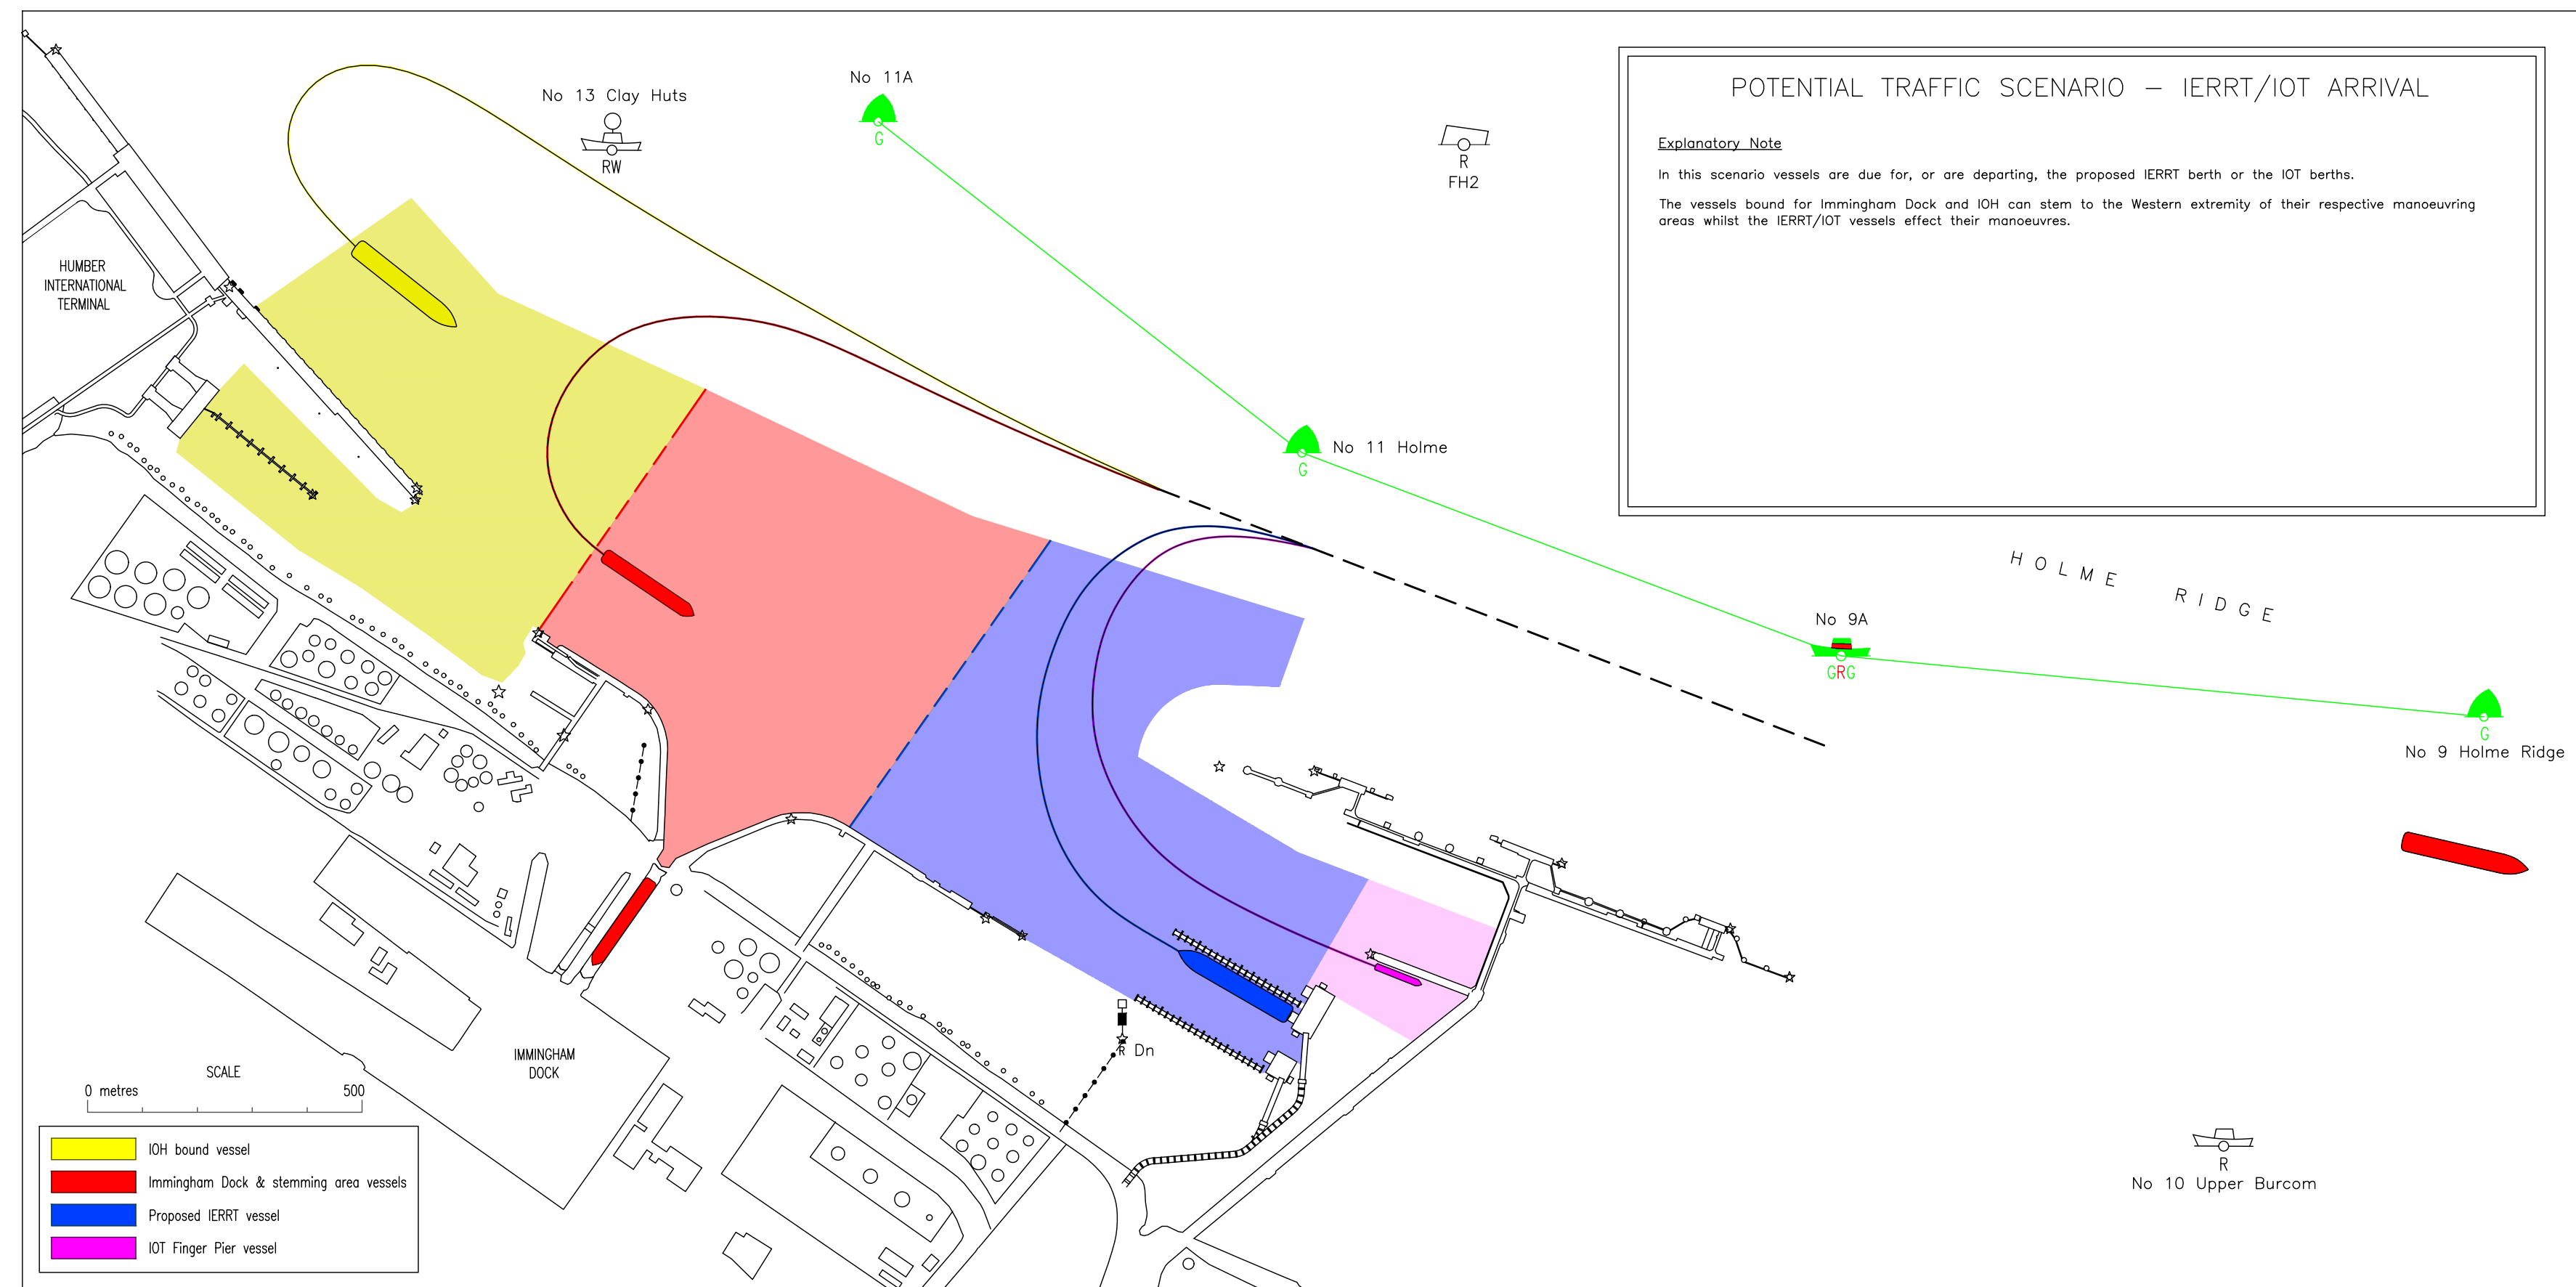 POTENTIAL TRAFFIC SCENARIO – IERRT/IOT ARRIVAL
Explanatory Note
In this scenario vessels are due for, or are departing, the proposed IERRT berth or the IOT berths.
The vessels bound for Immingham Dock and IOH can stem to the Western extremity of their respective manoeuvring
areas whilst the IERRT/IOT vessels effect their manoeuvres.
No 11A
G
No 13 Clay Huts
RW
R
FH2
HUMBER
INTERNATIONAL
TERMINAL
No 11 Holme
G
HOLME RIDGE
No 9A
GRG
G
No 9 Holme Ridge
R Dn
IMMINGHAM
DOCK
SCALE
0 metres 500
R
No 10 Upper Burcom
IOH bound vessel
Immingham Dock & stemming area vessels
Proposed IERRT vessel
IOT Finger Pier vessel